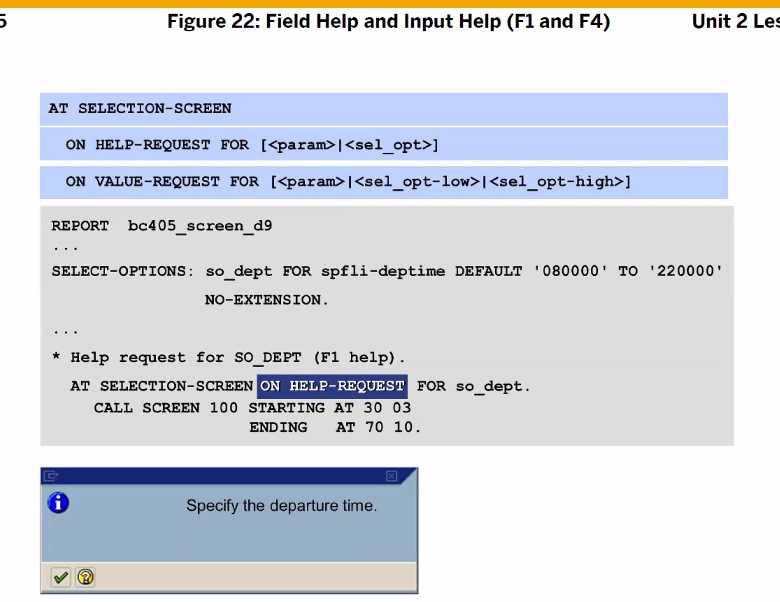 5 Figure 22: Field Help and Input Help (F1 and F4) Unit 2 Les
AT SELECTION-SCREEN
ON HELP-REQUEST FOR [<param>|<sel_opt>]
ON VALUE-REQUEST FOR [<param>|<sel_opt-low>|<sel_opt-high>]
REPORT bc405_screen_d9
...
SELECT-OPTIONS: so_dept FOR spfli-deptime DEFAULT '080000' TO '220000'
NO-EXTENSION.
...
* Help request for SO_DEPT (F1 help).
AT SELECTION-SCREEN ON HELP-REQUEST FOR so_dept.
CALL SCREEN 100 STARTING AT 30 03
ENDING AT 70 10.
Specify the departure time.